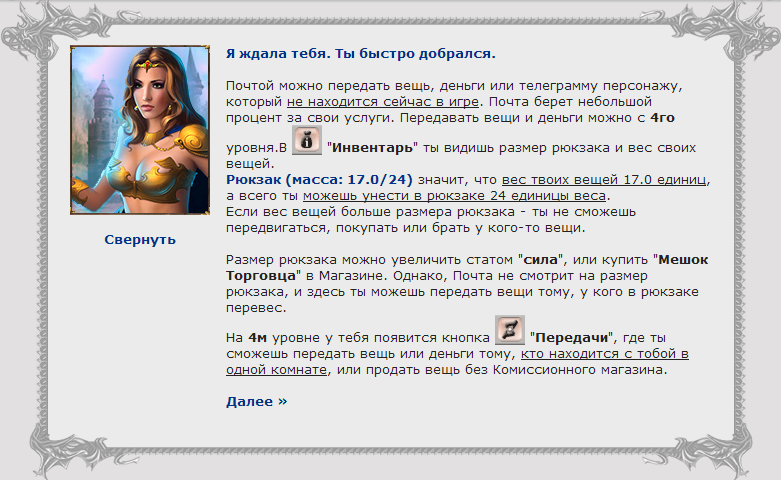 Я ждала тебя. Ты быстро добрался.
Почтой можно передать вещь, деньги или телеграмму персонажу,
который не находится сейчас в игре. Почта берет небольшой
процент за свои услуги. Передавать вещи и деньги можно с 4го
уровня.В "Инвентарь" ты видишь размер рюкзака и вес своих
вещей.
Рюкзак (масса: 17.0/24) значит, что вес твоих вещей 17.0 единиц,
а всего ты можешь унести в рюкзаке 24 единицы веса.
Если вес вещей больше размера рюкзака - ты не сможешь
передвигаться, покупать или брать у кого-то вещи.
Свернуть
Размер рюкзака можно увеличить статом "сила", или купить "Мешок
Торговца" в Магазине. Однако, Почта не смотрит на размер
рюкзака, и здесь ты можешь передать вещи тому, у кого в рюкзаке
перевес.
На 4м уровне у тебя появится кнопка "Передачи", где ты
сможешь передать вещь или деньги тому, кто находится с тобой в
одной комнате, или продать вещь без Комиссионного магазина.
Далее »